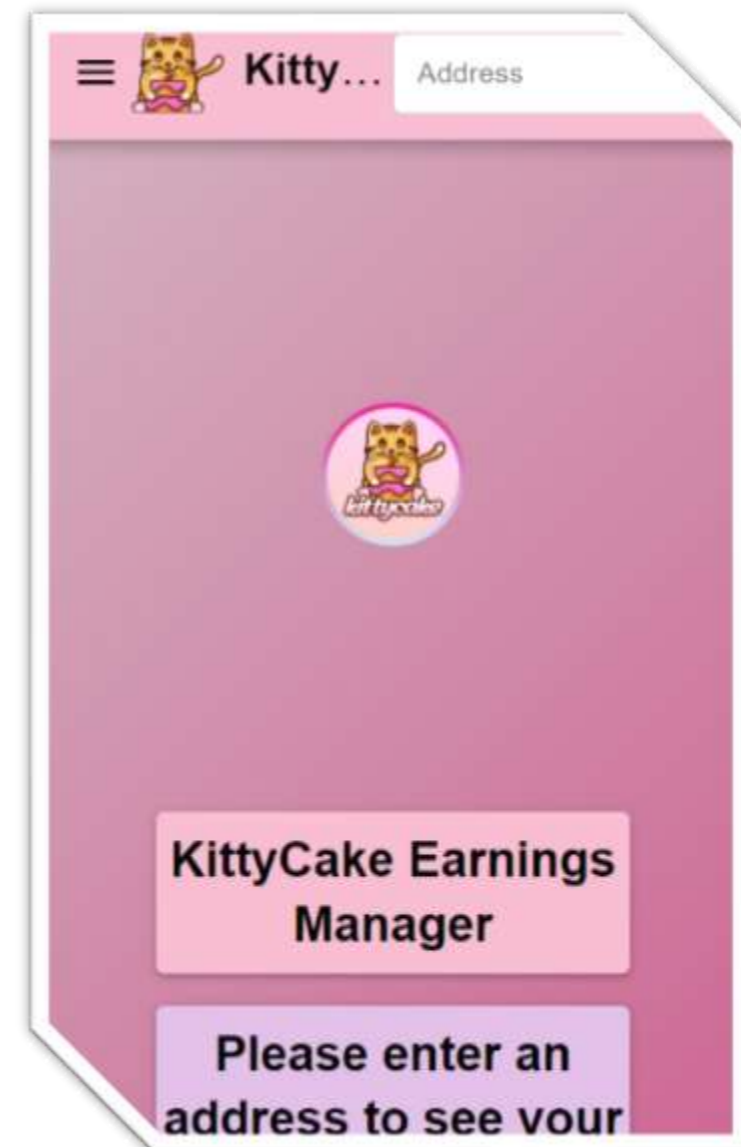 Kitty...
Address
kittycake
KittyCake Earnings
Manager
Please enter an
address to see your